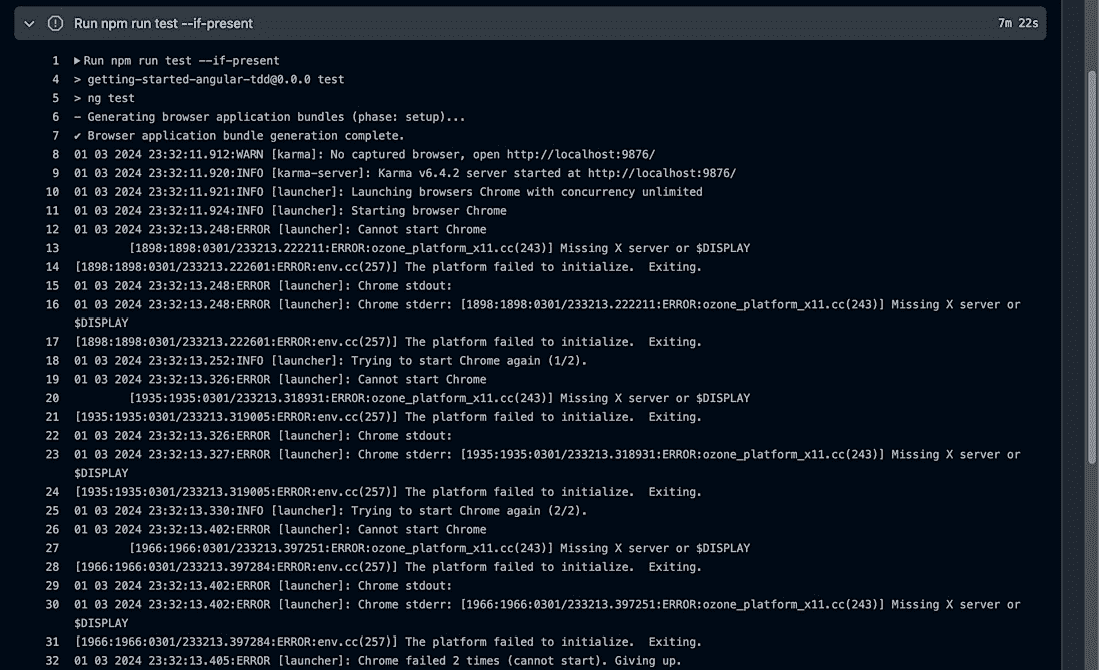 Run npm run test --if-present 7m 22s
1 Run npm run test --if-present
4 > getting-started-angular-tdd@0.0.0 test
5 > ng test
6 - Generating browser application bundles (phase: setup)...
7 ✔ Browser application bundle generation complete.
8 01 03 2024 23:32:11.912:WARN [karma]: No captured browser, open http://localhost:9876/
9 01 03 2024 23:32:11.920:INFO [karma-server]: Karma v6.4.2 server started at http://localhost:9876/
10 01 03 2024 23:32:11.921:INFO [launcher]: Launching browsers Chrome with concurrency unlimited
11 01 03 2024 23:32:11.924:INFO [launcher]: Starting browser Chrome
12 01 03 2024 23:32:13.248:ERROR [launcher]: Cannot start Chrome
13 [1898:1898:0301/233213.222211:ERROR:ozone_platform_x11.cc(243)] Missing X server or $DISPLAY
14 [1898:1898:0301/233213.222601:ERROR:env.cc(257)] The platform failed to initialize.  Exiting.
15 01 03 2024 23:32:13.248:ERROR [launcher]: Chrome stdout:
16 01 03 2024 23:32:13.248:ERROR [launcher]: Chrome stderr: [1898:1898:0301/233213.222211:ERROR:ozone_platform_x11.cc(243)] Missing X server or
$DISPLAY
17 [1898:1898:0301/233213.222601:ERROR:env.cc(257)] The platform failed to initialize.  Exiting.
18 01 03 2024 23:32:13.252:INFO [launcher]: Trying to start Chrome again (1/2).
19 01 03 2024 23:32:13.326:ERROR [launcher]: Cannot start Chrome
20 [1935:1935:0301/233213.318931:ERROR:ozone_platform_x11.cc(243)] Missing X server or $DISPLAY
21 [1935:1935:0301/233213.319005:ERROR:env.cc(257)] The platform failed to initialize.  Exiting.
22 01 03 2024 23:32:13.326:ERROR [launcher]: Chrome stdout:
23 01 03 2024 23:32:13.327:ERROR [launcher]: Chrome stderr: [1935:1935:0301/233213.318931:ERROR:ozone_platform_x11.cc(243)] Missing X server or
$DISPLAY
24 [1935:1935:0301/233213.319005:ERROR:env.cc(257)] The platform failed to initialize.  Exiting.
25 01 03 2024 23:32:13.330:INFO [launcher]: Trying to start Chrome again (2/2).
26 01 03 2024 23:32:13.402:ERROR [launcher]: Cannot start Chrome
27 [1966:1966:0301/233213.397251:ERROR:ozone_platform_x11.cc(243)] Missing X server or $DISPLAY
28 [1966:1966:0301/233213.397284:ERROR:env.cc(257)] The platform failed to initialize.  Exiting.
29 01 03 2024 23:32:13.402:ERROR [launcher]: Chrome stdout:
30 01 03 2024 23:32:13.402:ERROR [launcher]: Chrome stderr: [1966:1966:0301/233213.397251:ERROR:ozone_platform_x11.cc(243)] Missing X server or
$DISPLAY
31 [1966:1966:0301/233213.397284:ERROR:env.cc(257)] The platform failed to initialize.  Exiting.
32 01 03 2024 23:32:13.405:ERROR [launcher]: Chrome failed 2 times (cannot start). Giving up.